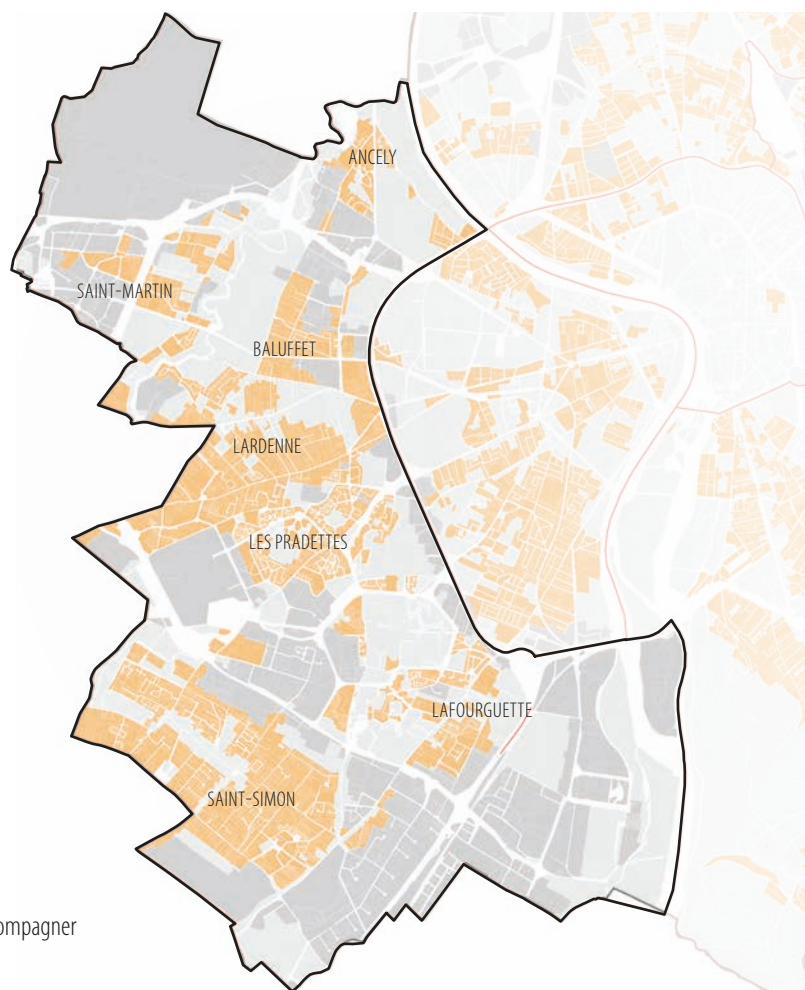 ANCELY
SAINT-MARTIN
BALUFFET
LARDENNE
LES PRADETTES
LAFOURGUETTE
SAINT-SIMON
ompagner